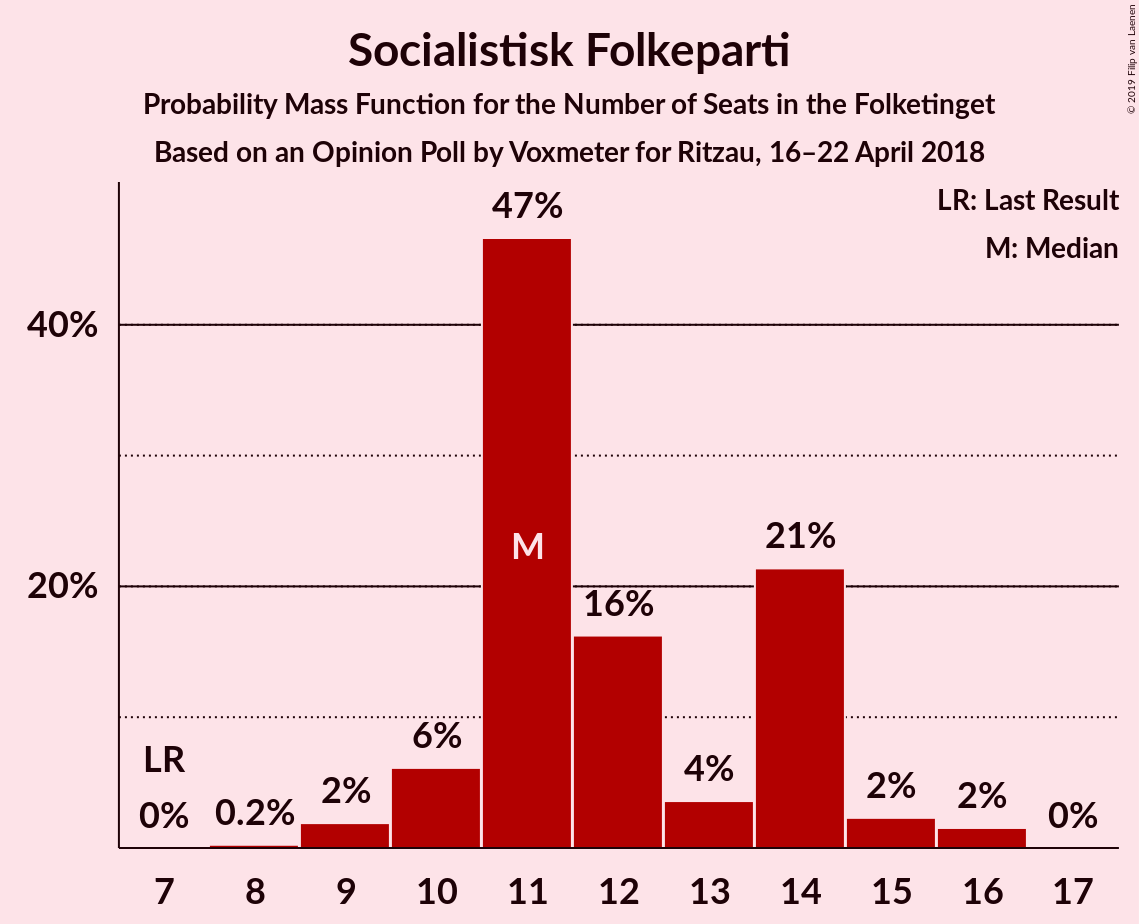 Socialistisk Folkeparti
Probability Mass Function for the Number of Seats in the Folketinget
Based on an Opinion Poll by Voxmeter for Ritzau, 16–22 April 2018
© 2019 Filip van Laenen
LR: Last Result
M: Median
47%
40%
M
21%
20%
16%
6%
LR
4%
2%
2%
2%
0%
0.2%
0%
7 8 9 10 11 12 13 14 15 16 17